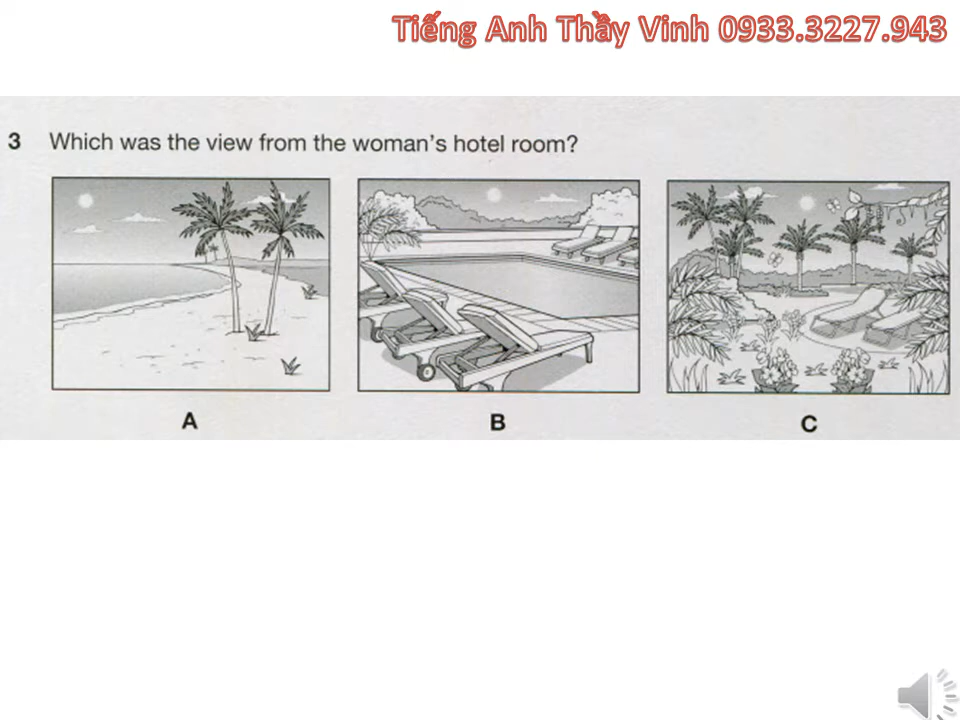 Tiếng Anh Thầy Vinh 0933.3227.943
3 Which was the view from the woman's hotel room?
A B C